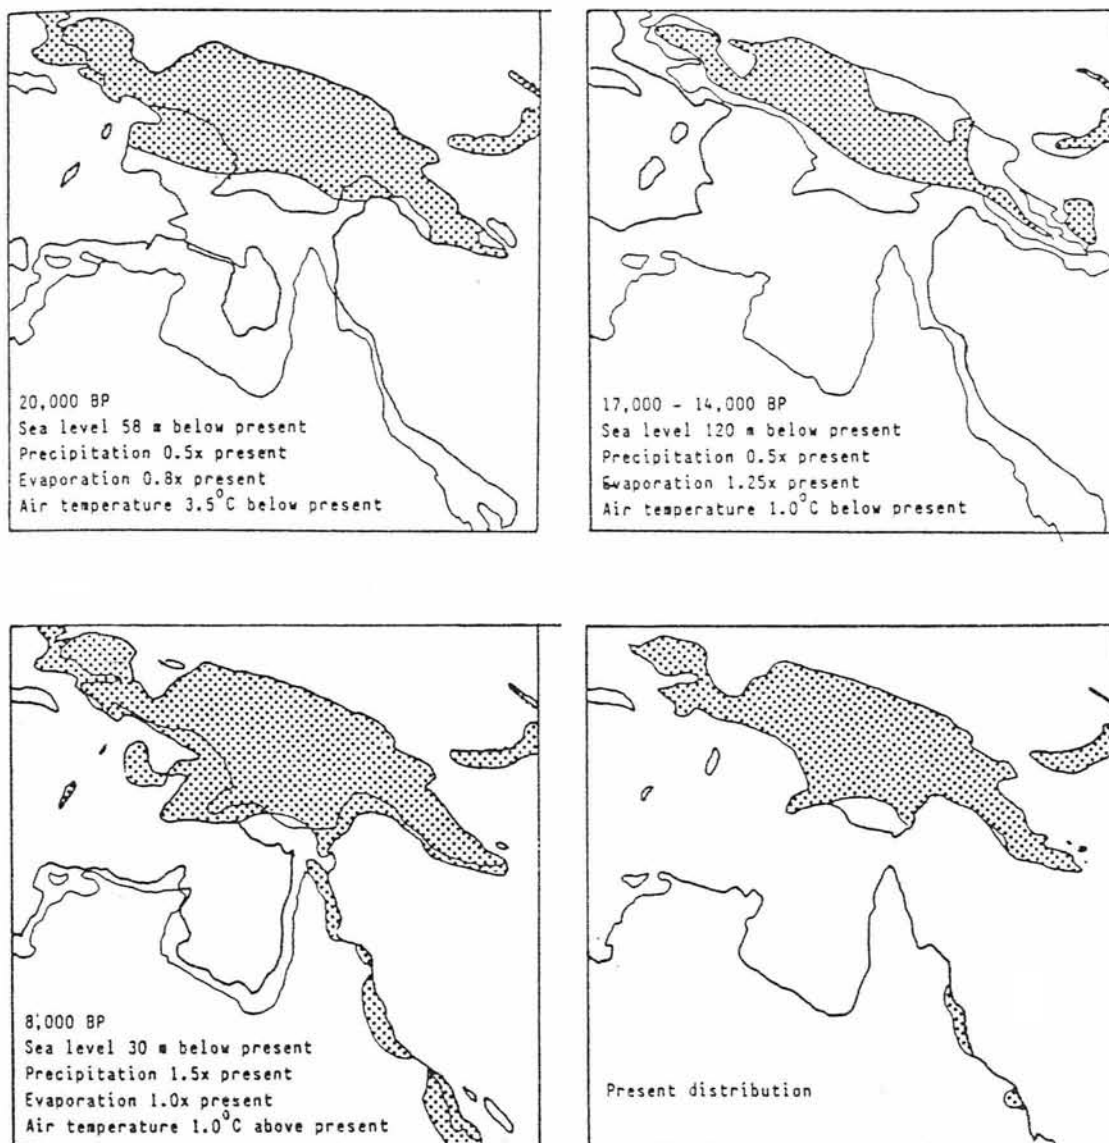 20,000 BP
Sea level 58 m below present
Precipitation 0.5x present
Evaporation 0.8x present
Air temperature 3.5°C below present
17,000 - 14,000 BP
Sea level 120 m below present
Precipitation 0.5x present
Evaporation 1.25x present
Air temperature 1.0°C below present
8,000 BP
Sea level 30 m below present
Precipitation 1.5x present
Evaporation 1.0x present
Air temperature 1.0°C above present
Present distribution